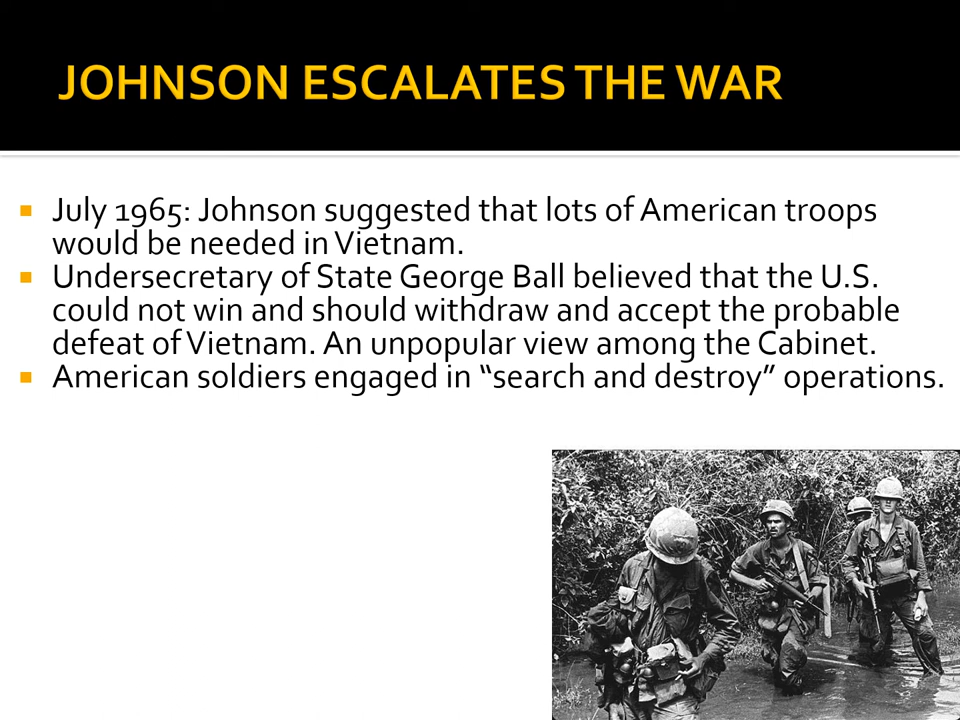 JOHNSON ESCALATES THE WAR
▪ July 1965: Johnson suggested that lots of American troops
would be needed in Vietnam.
▪ Undersecretary of State George Ball believed that the U.S.
could not win and should withdraw and accept the probable
defeat of Vietnam. An unpopular view among the Cabinet.
▪ American soldiers engaged in “search and destroy” operations.